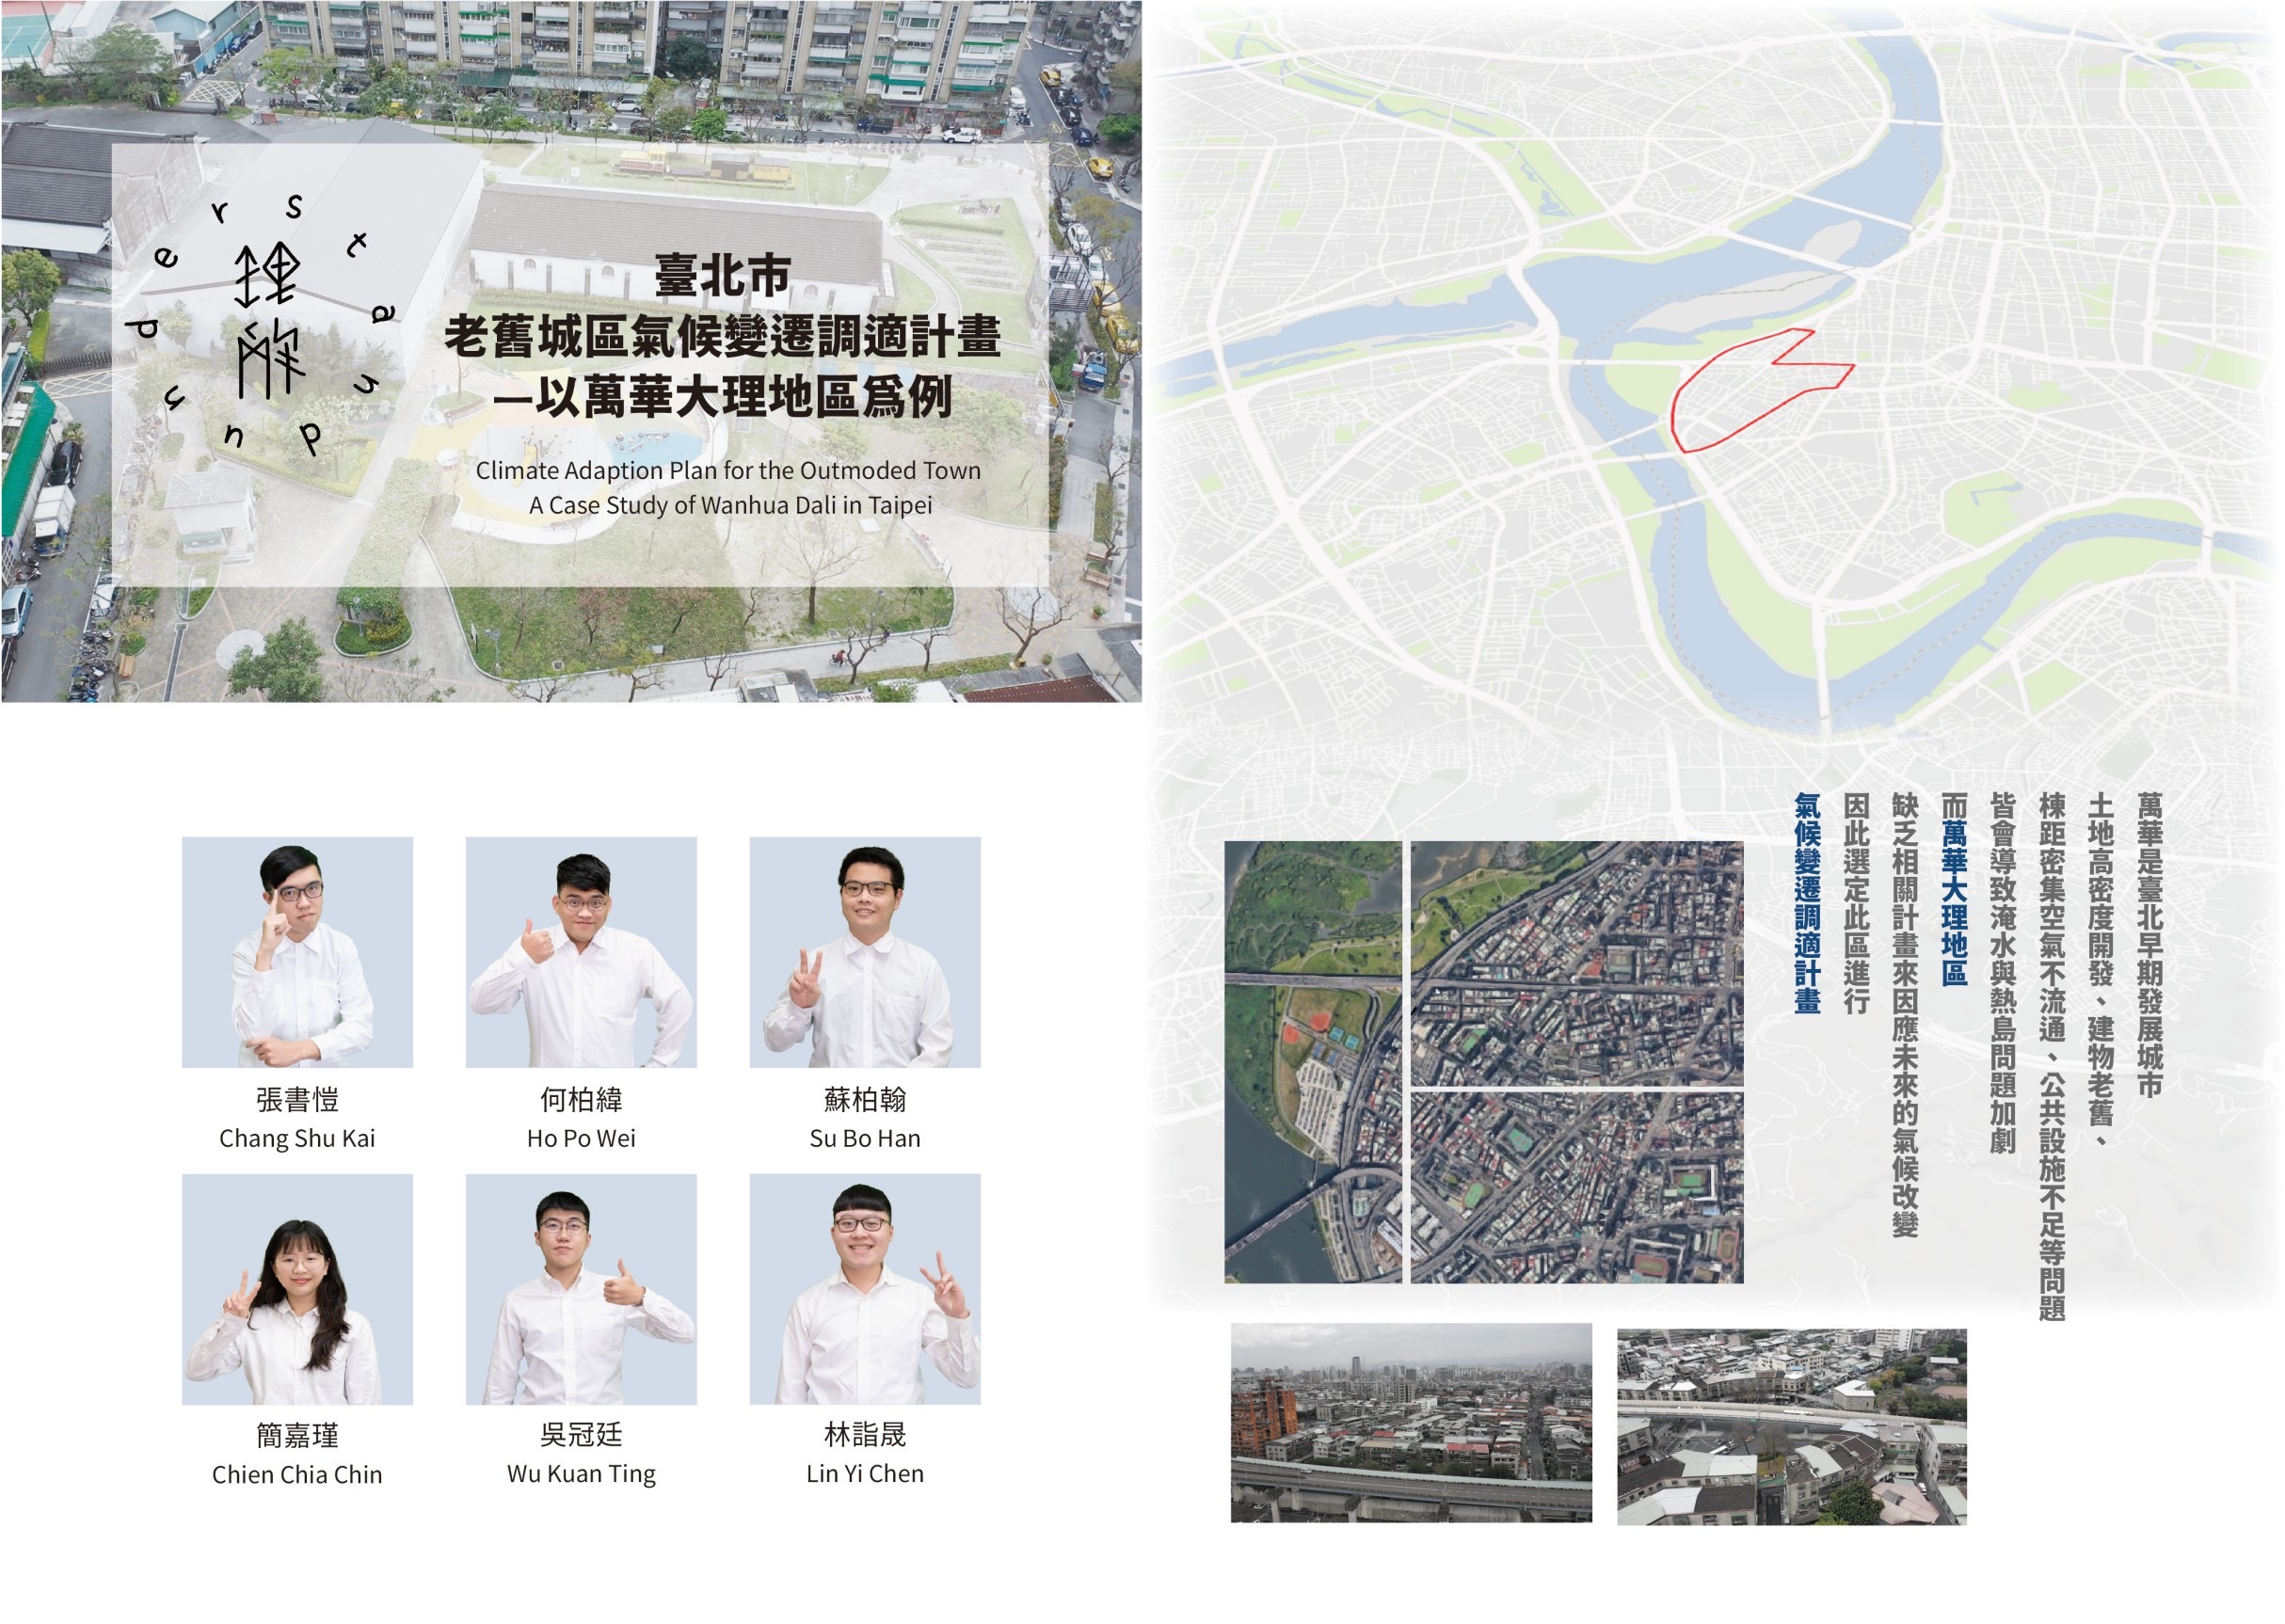 understand
理解
臺北市
老舊城區氣候變遷調適計畫
—以萬華大理地區爲例
Climate Adaption Plan for the Outmoded Town
A Case Study of Wanhua Dali in Taipei
張書愷
Chang Shu Kai
何柏緯
Ho Po Wei
蘇柏翰
Su Bo Han
簡嘉瑾
Chien Chia Chin
吳冠廷
Wu Kuan Ting
林詣晟
Lin Yi Chen
萬華是臺北早期發展城市
土地高密度開發、建物老舊、
棟距密集空氣不流通、公共設施不足等問題
皆會導致淹水與熱島問題加劇
而萬華大理地區
缺乏相關計畫來因應未來的氣候改變
因此選定此區進行
氣候變遷調適計畫